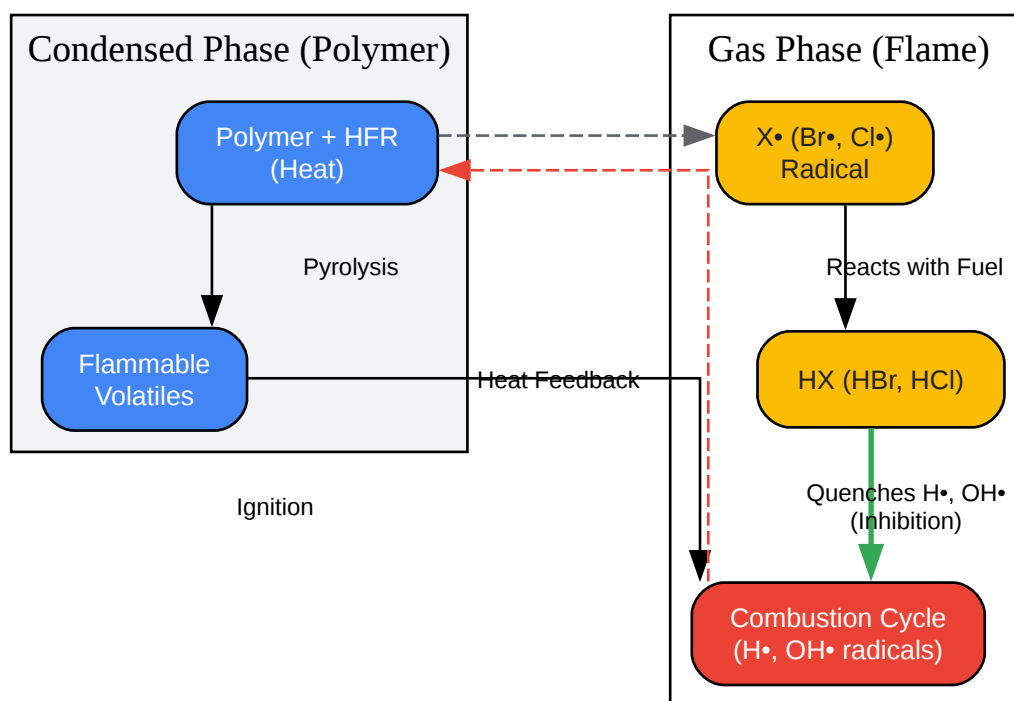 Condensed Phase (Polymer)
Gas Phase (Flame)
Polymer + HFR
(Heat)
X• (Br•, Cl•)
Radical
Pyrolysis
Reacts with Fuel
Flammable
Volatiles
Heat Feedback
HX (HBr, HCl)
Ignition
Quenches H•, OH•
(Inhibition)
Combustion Cycle
(H•, OH• radicals)